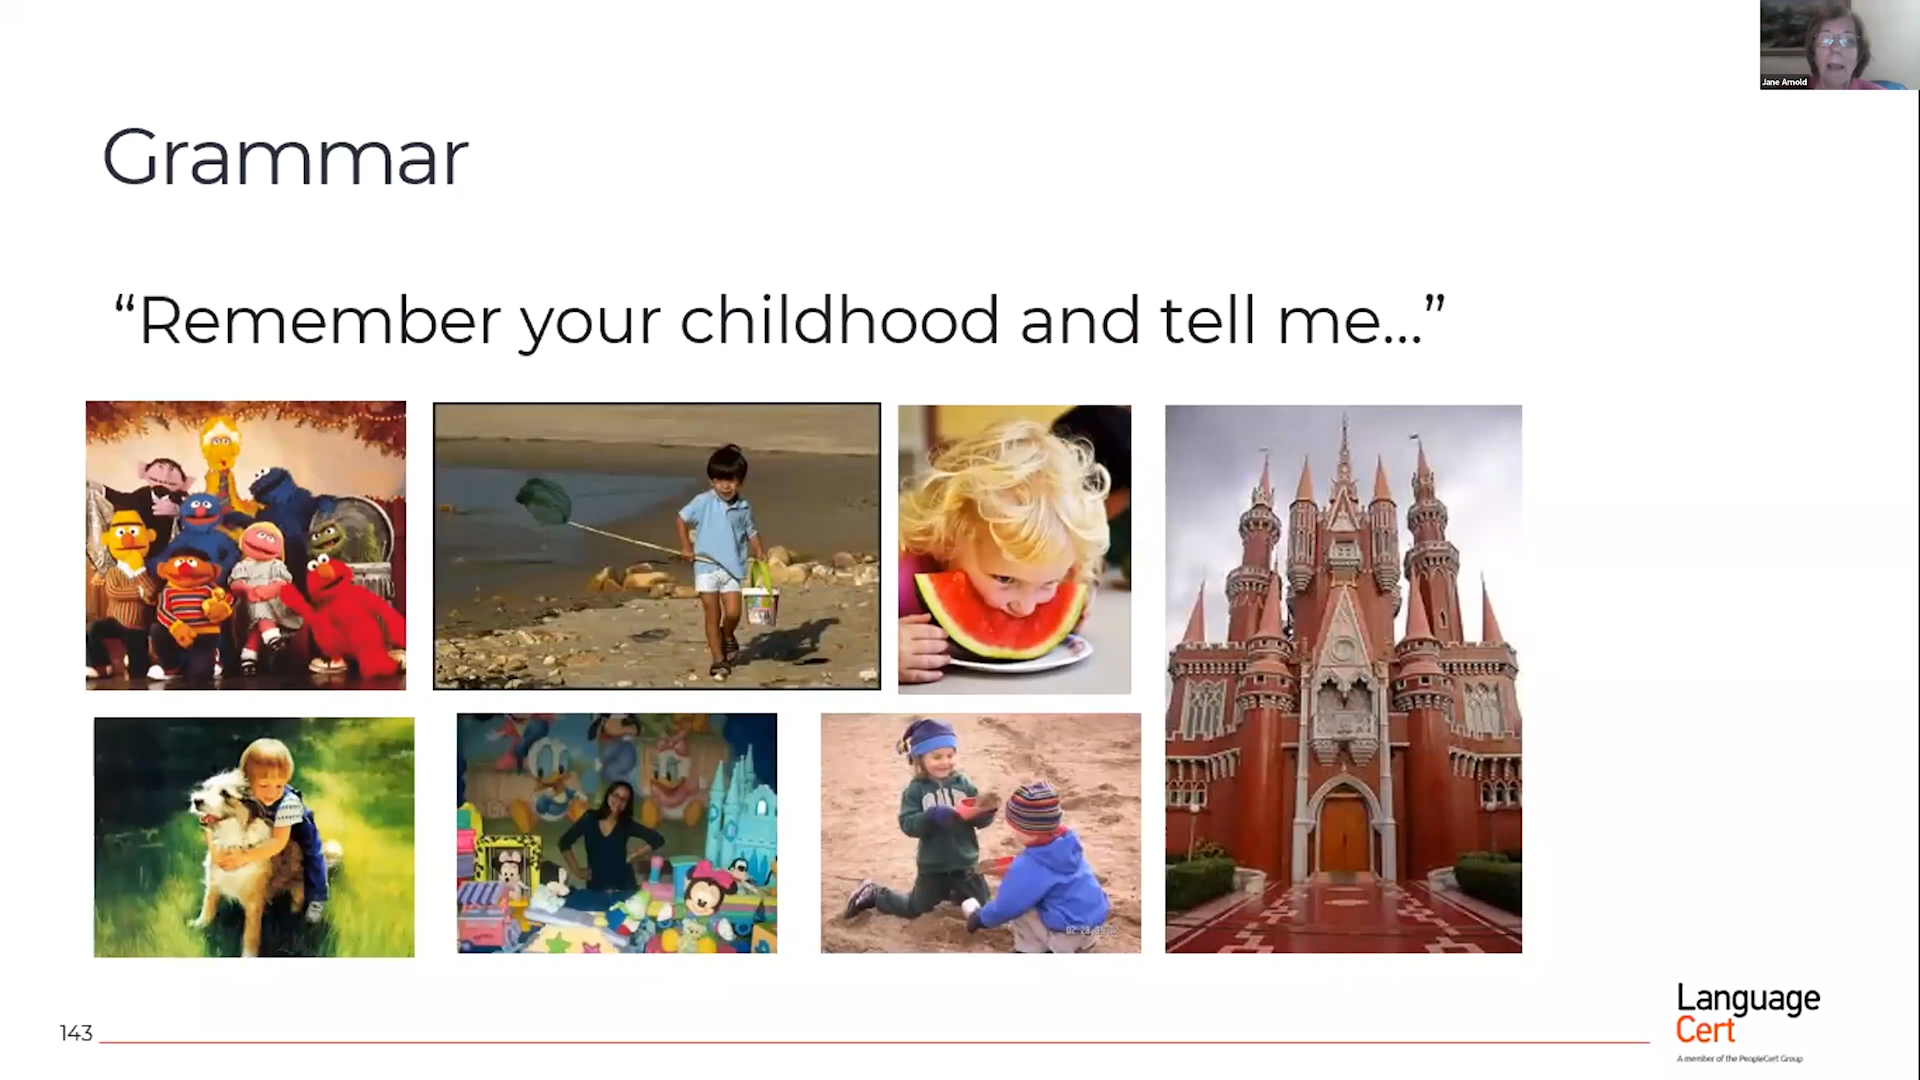 Jane Arnold
Grammar
“Remember your childhood and tell me...”
143
Language
Cert
A member of the PeopleCert Group